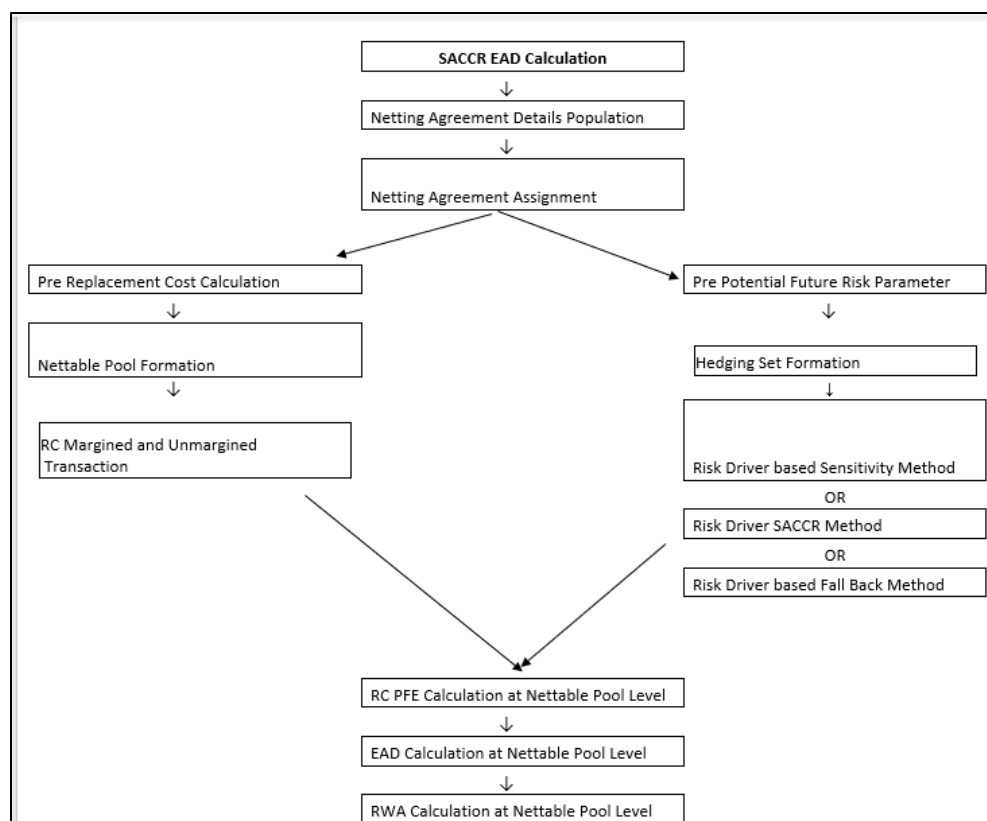 SACCR EAD Calculation
Netting Agreement Details Population
Netting Agreement Assignment
Pre Replacement Cost Calculation
Nettable Pool Formation
RC Margined and Unmargined
Transaction
Pre Potential Future Risk Parameter
Hedging Set Formation
Risk Driver based Sensitivity Method
OR
Risk Driver SACCR Method
OR
Risk Driver based Fall Back Method
RC PFE Calculation at Nettable Pool Level
EAD Calculation at Nettable Pool Level
RWA Calculation at Nettable Pool Level